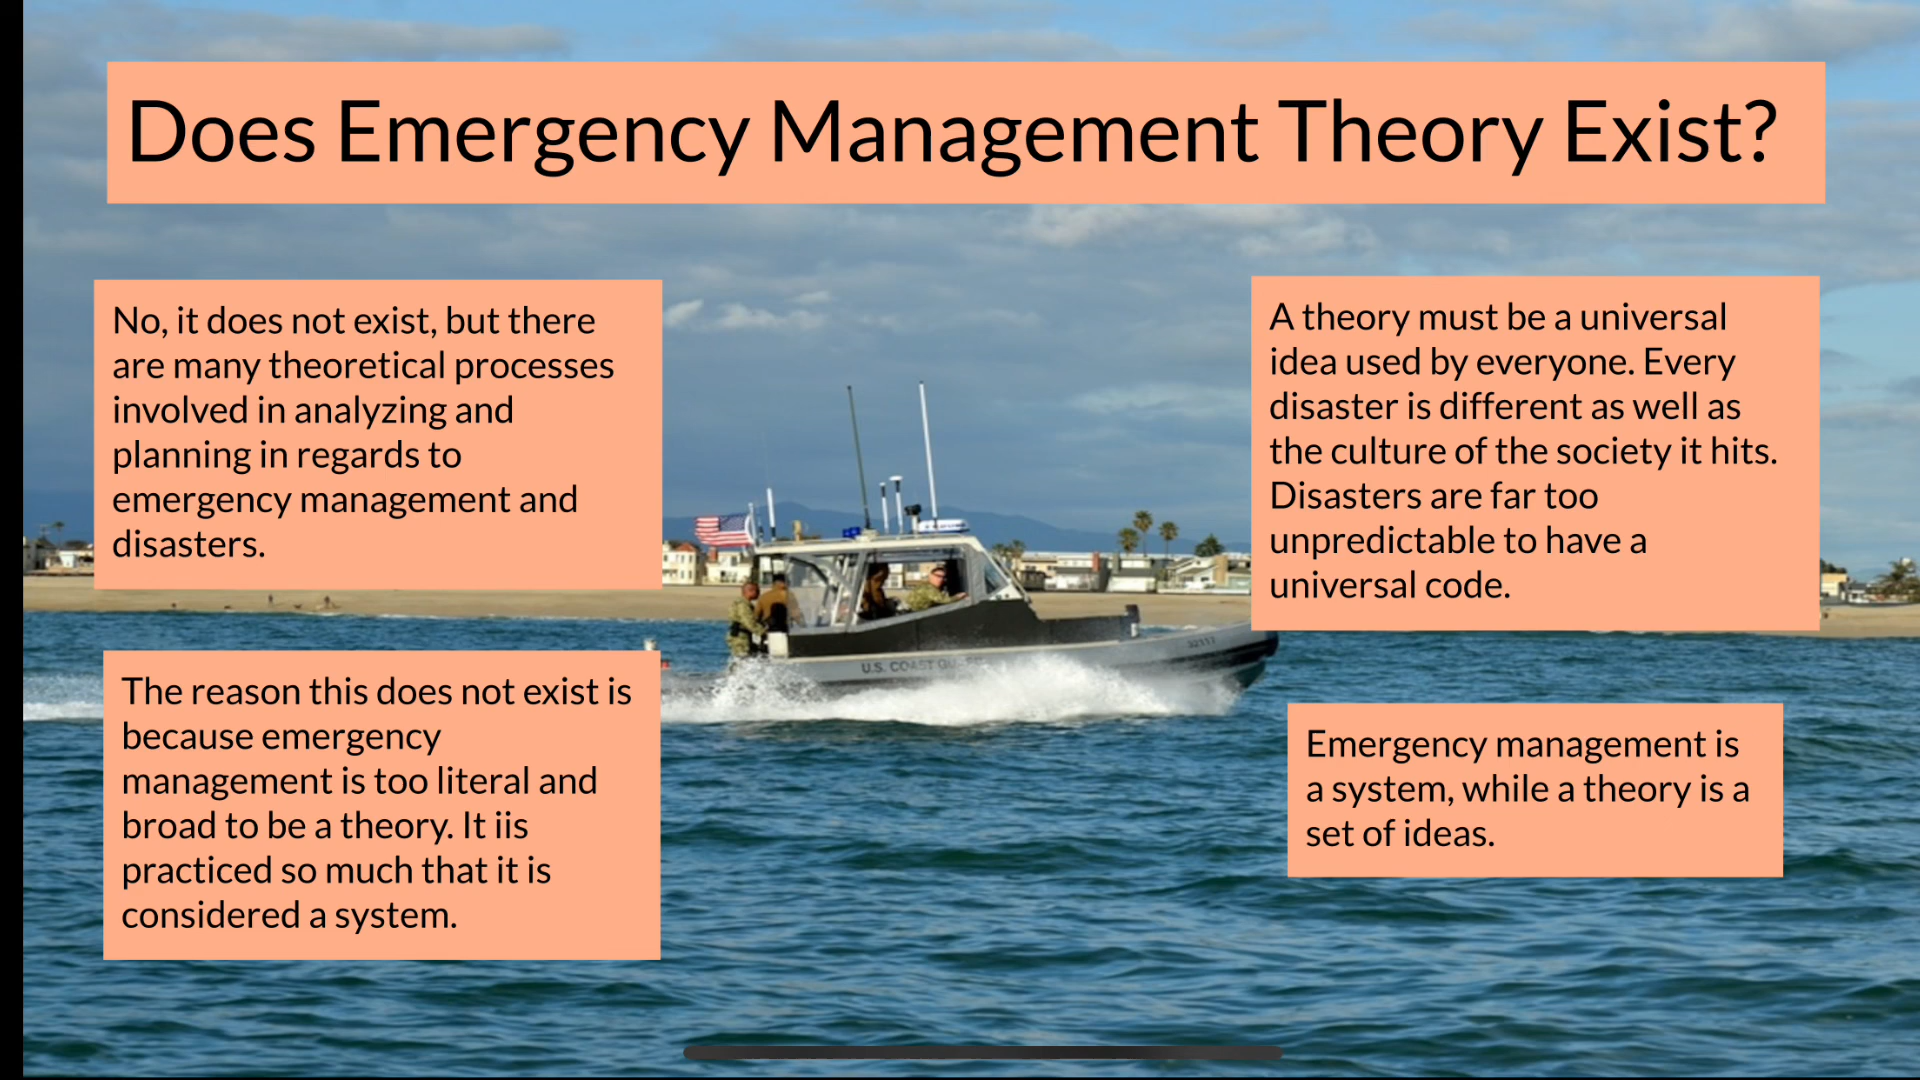 Does Emergency Management Theory Exist?
No, it does not exist, but there
are many theoretical processes
involved in analyzing and
planning in regards to
emergency management and
disasters.
The reason this does not exist is
because emergency
management is too literal and
broad to be a theory. It iis
practiced so much that it is
considered a system.
A theory must be a universal
idea used by everyone. Every
disaster is different as well as
the culture of the society it hits.
Disasters are far too
unpredictable to have a
universal code.
Emergency management is
a system, while a theory is a
set of ideas.
U.S. COAST